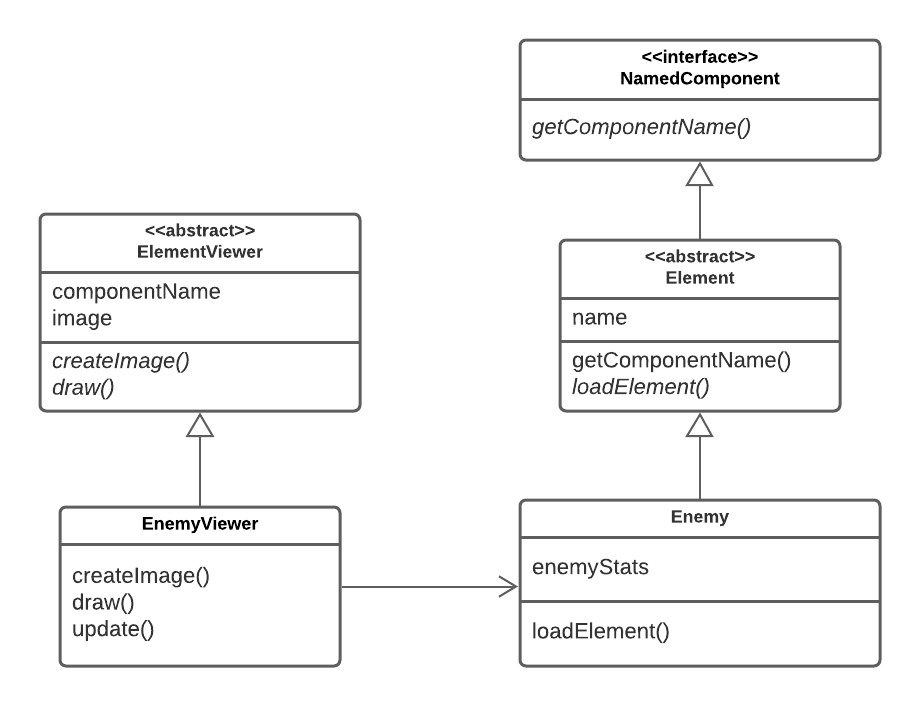 <<interface>>
NamedComponent
getComponentName()
<<abstract>>
ElementViewer
componentName
image
createImage()
draw()
<<abstract>>
Element
name
getComponentName()
loadElement()
EnemyViewer
createImage()
draw()
update()
Enemy
enemyStats
loadElement()